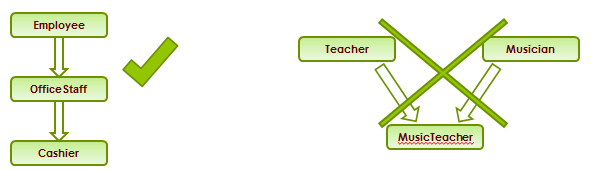 Employee
Office Staff
Cashier
Teacher
Musician
MusicTeacher